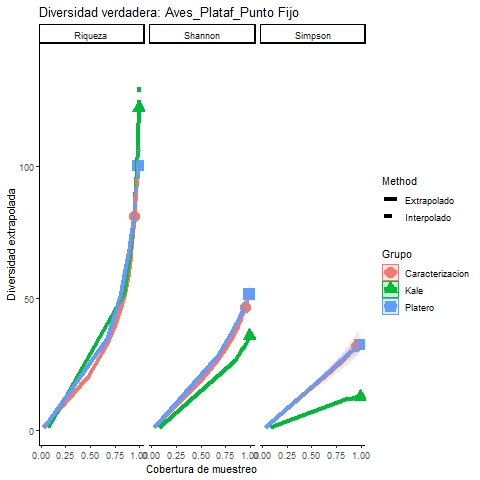 Diversidad verdadera: Aves_Plataf_Punto Fijo
Riqueza
Shannon
Simpson
Diversidad extrapolada
100
50
0
0.00 0.25 0.50 0.75 1.00
0.00 0.25 0.50 0.75 1.00
0.00 0.25 0.50 0.75 1.00
Cobertura de muestreo
Method
Extrapolado
Interpolado
Grupo
Caracterizacion
Kale
Platero